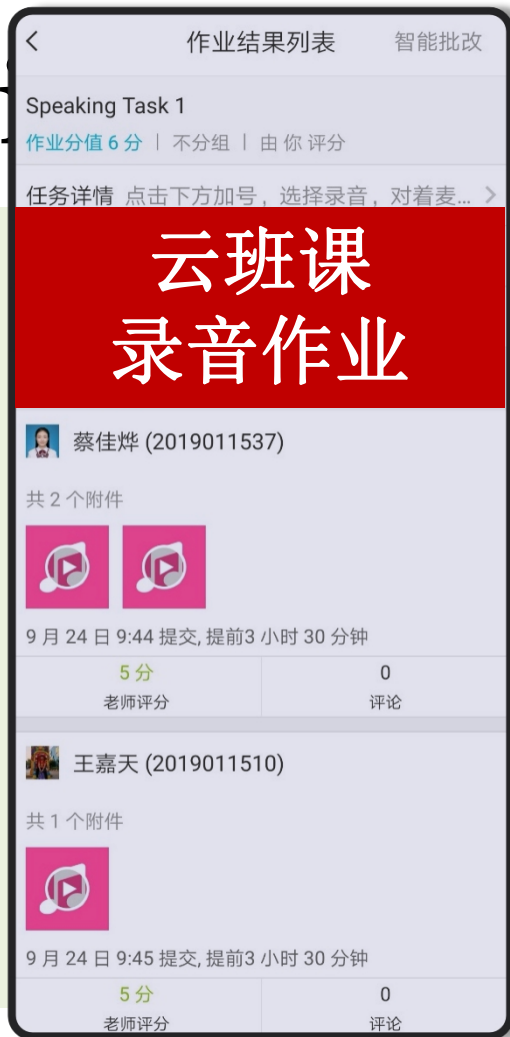 作业结果列表 智能批改
Speaking Task 1
作业分值 6 分 | 不分组 | 由 你 评分
任务详情 点击下方加号，选择录音，对着麦... >
云班课
录音作业
蔡佳烨 (2019011537)
共 2 个附件
9 月 24 日 9:44 提交, 提前3 小时 30 分钟
5 分 0
老师评分 评论
王嘉天 (2019011510)
共 1 个附件
9 月 24 日 9:45 提交, 提前3 小时 30 分钟
5 分 0
老师评分 评论